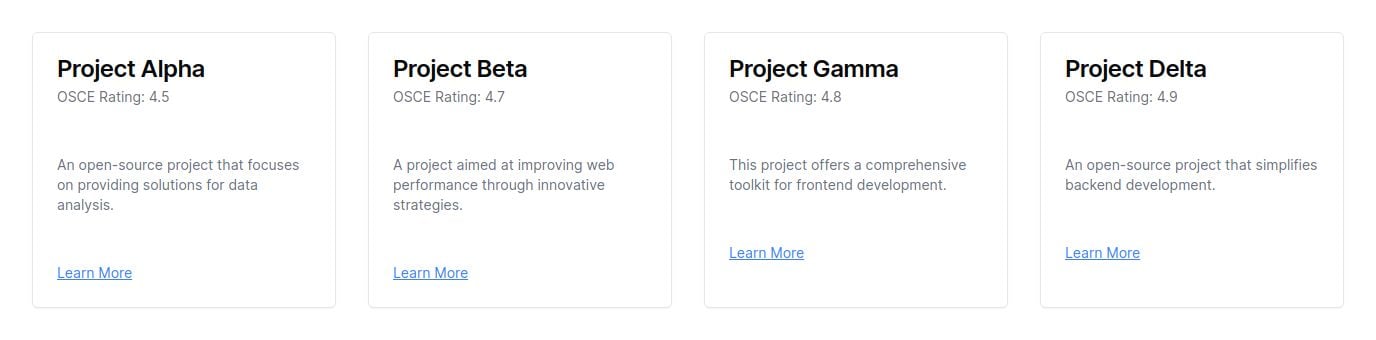 Project Alpha
OSCE Rating: 4.5
An open-source project that focuses
on providing solutions for data
analysis.
Learn More
Project Beta
OSCE Rating: 4.7
A project aimed at improving web
performance through innovative
strategies.
Learn More
Project Gamma
OSCE Rating: 4.8
This project offers a comprehensive
toolkit for frontend development.
Learn More
Project Delta
OSCE Rating: 4.9
An open-source project that simplifies
backend development.
Learn More